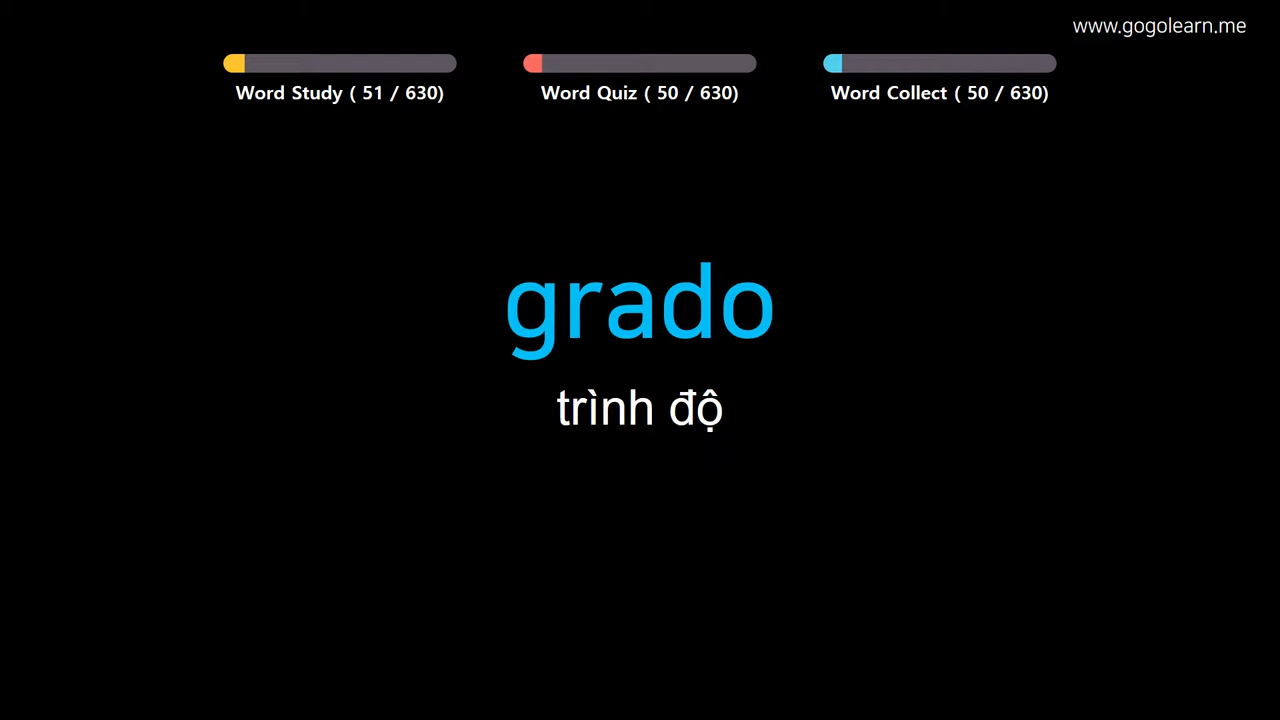 www.gogolearn.me
Word Study ( 51 / 630)
Word Quiz ( 50 / 630)
Word Collect ( 50 / 630)
grado
trình độ